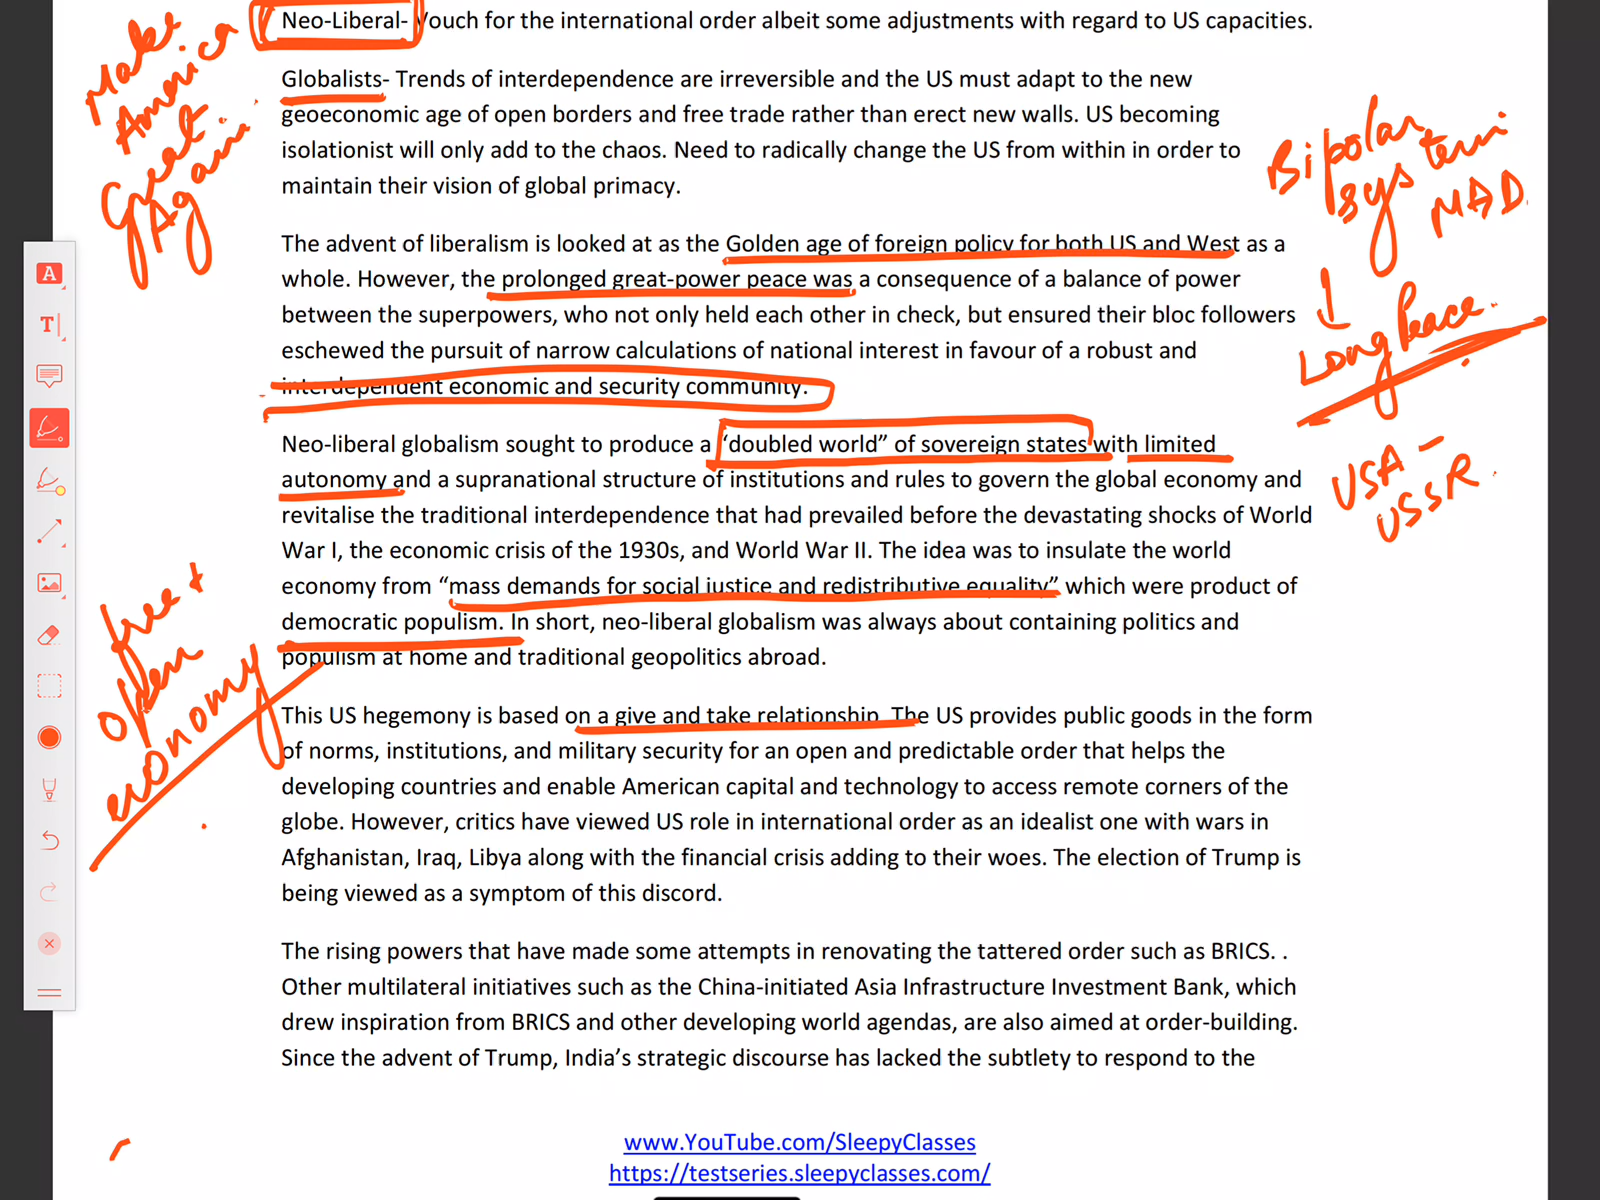 Neo-Liberal- Vouch for the international order albeit some adjustments with regard to US capacities.
Globalists- Trends of interdependence are irreversible and the US must adapt to the new
geoeconomic age of open borders and free trade rather than erect new walls. US becoming
isolationist will only add to the chaos. Need to radically change the US from within in order to
maintain their vision of global primacy.
The advent of liberalism is looked at as the Golden age of foreign policy for both US and West as a
whole. However, the prolonged great-power peace was a consequence of a balance of power
between the superpowers, who not only held each other in check, but ensured their bloc followers
eschewed the pursuit of narrow calculations of national interest in favour of a robust and
interdependent economic and security community.
Neo-liberal globalism sought to produce a “doubled world” of sovereign states with limited
autonomy and a supranational structure of institutions and rules to govern the global economy and
revitalise the traditional interdependence that had prevailed before the devastating shocks of World
War I, the economic crisis of the 1930s, and World War II. The idea was to insulate the world
economy from “mass demands for social justice and redistributive equality” which were product of
democratic populism. In short, neo-liberal globalism was always about containing politics and
populism at home and traditional geopolitics abroad.
This US hegemony is based on a give and take relationship. The US provides public goods in the form
of norms, institutions, and military security for an open and predictable order that helps the
developing countries and enable American capital and technology to access remote corners of the
globe. However, critics have viewed US role in international order as an idealist one with wars in
Afghanistan, Iraq, Libya along with the financial crisis adding to their woes. The election of Trump is
being viewed as a symptom of this discord.
The rising powers that have made some attempts in renovating the tattered order such as BRICS. .
Other multilateral initiatives such as the China-initiated Asia Infrastructure Investment Bank, which
drew inspiration from BRICS and other developing world agendas, are also aimed at order-building.
Since the advent of Trump, India’s strategic discourse has lacked the subtlety to respond to the
www.YouTube.com/SleepyClasses
https://testseries.sleepyclasses.com/
Make
America
Great
Again
free +
open
economy
Bipolar
system
MAD
Long Peace.
USA -
USSR
A
T